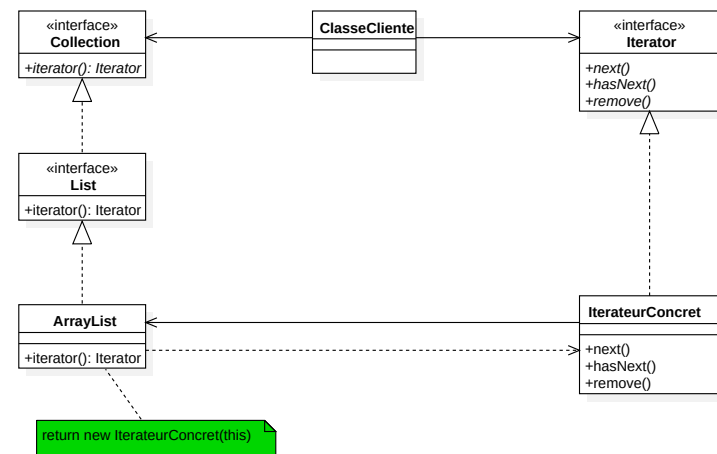 «interface»
Collection
+iterator(): Iterator
ClasseCliente
«interface»
Iterator
+next()
+hasNext()
+remove()
«interface»
List
+iterator(): Iterator
ArrayList
+iterator(): Iterator
IterateurConcret
+next()
+hasNext()
+remove()
return new IterateurConcret(this)